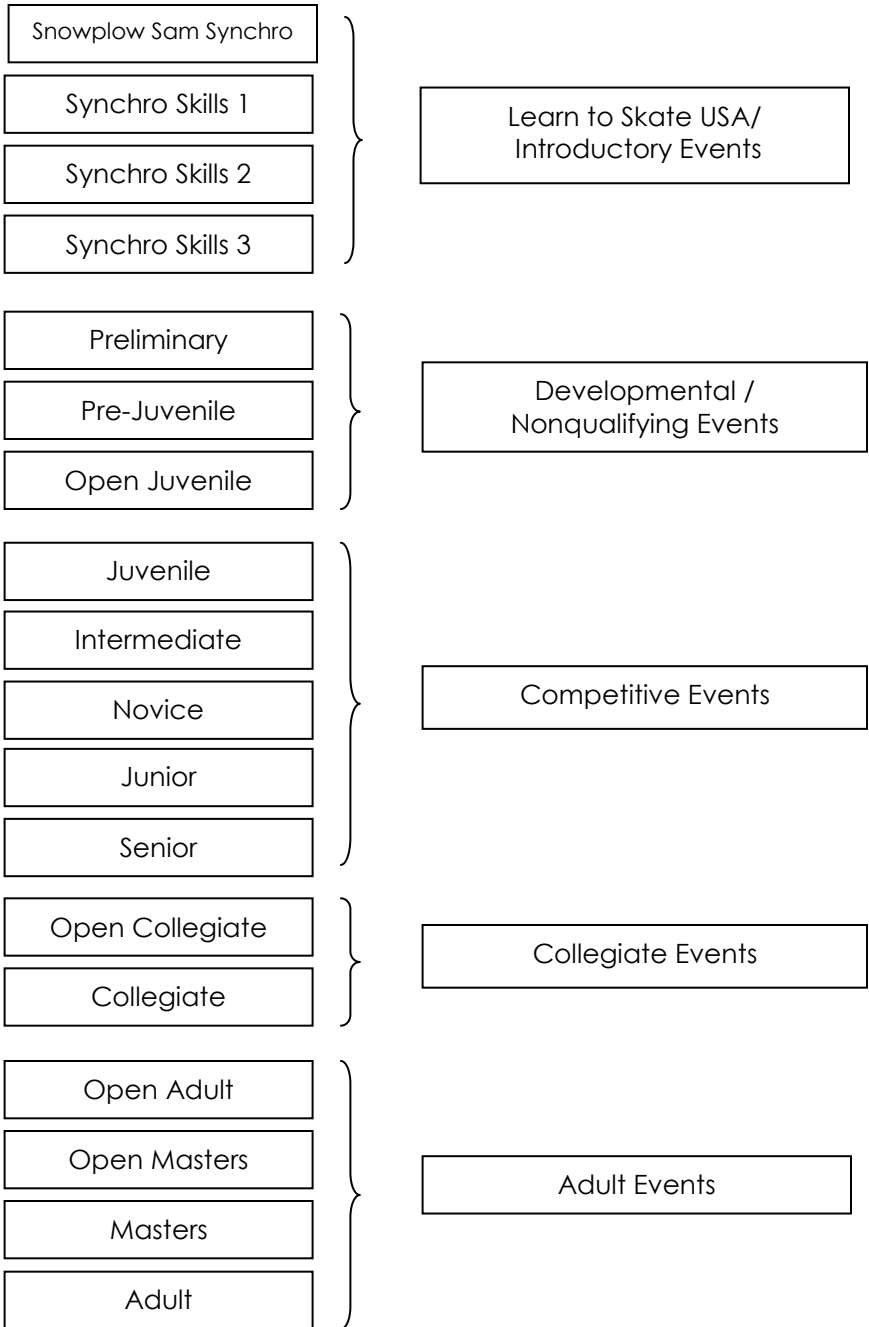 Snowplow Sam Synchro
Synchro Skills 1
Synchro Skills 2
Synchro Skills 3
Learn to Skate USA/
Introductory Events
Preliminary
Pre-Juvenile
Open Juvenile
Developmental /
Nonqualifying Events
Juvenile
Intermediate
Novice
Junior
Senior
Competitive Events
Open Collegiate
Collegiate
Collegiate Events
Open Adult
Open Masters
Masters
Adult
Adult Events